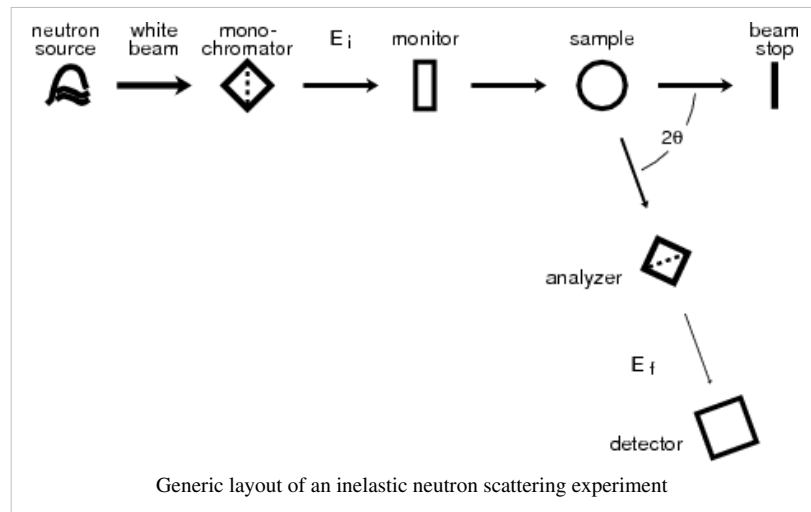 neutron
source
white
beam
mono-
chromator
E i
monitor
sample
beam
stop
2θ
analyzer
E f
detector
Generic layout of an inelastic neutron scattering experiment